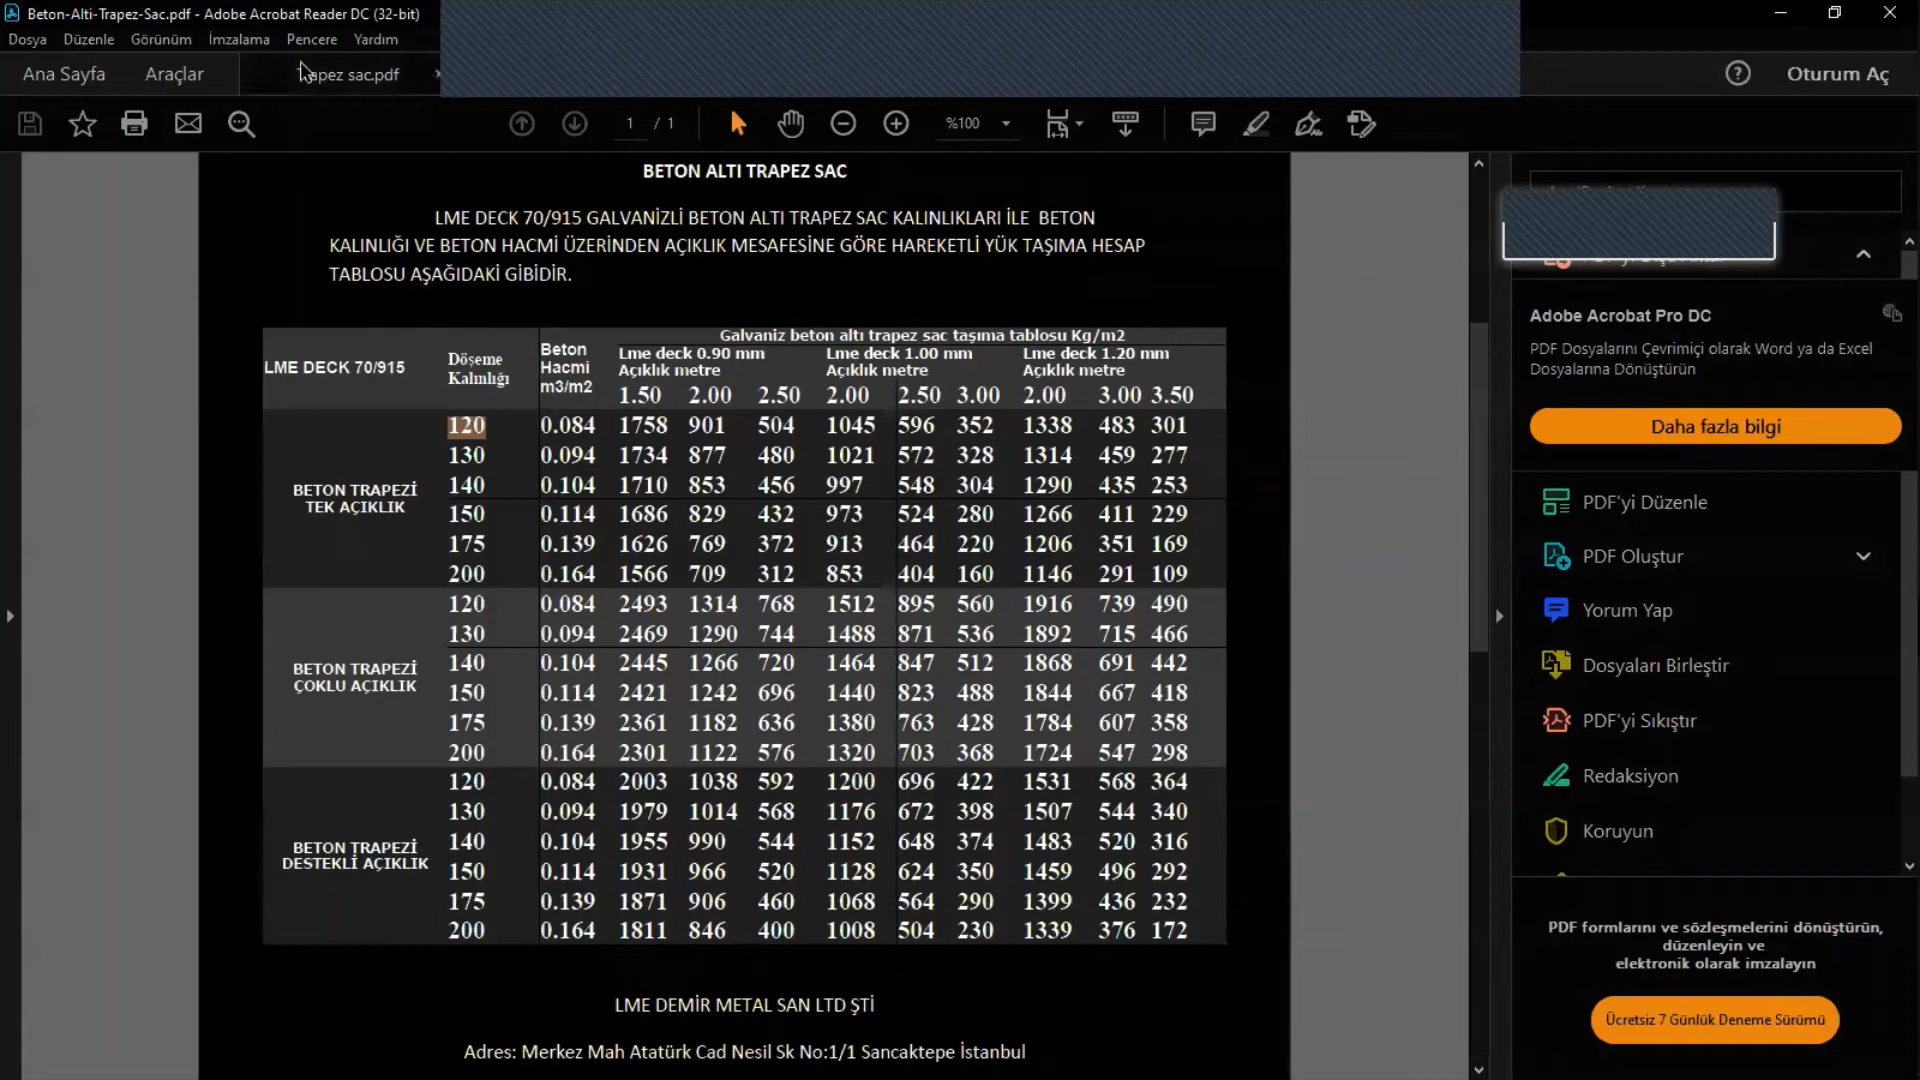 Beton-Alti-Trapez-Sac.pdf - Adobe Acrobat Reader DC (32-bit)
Dosya Düzenle Görünüm İmzalama Pencere Yardım
Ana Sayfa Araçlar sac.pdf Oturum Aç
1 / 1 %100
BETON ALTI TRAPEZ SAC
LME DECK 70/915 GALVANİZLİ BETON ALTI TRAPEZ SAC KALINLIKLARI İLE BETON
KALINLIĞI VE BETON HACMİ ÜZERİNDEN AÇIKLIK MESAFESİNE GÖRE HAREKETLİ YÜK TAŞIMA HESAP
TABLOSU AŞAĞIDAKİ GİBİDİR.
Galvaniz beton altı trapez sac taşıma tablosu Kg/m2
LME DECK 70/915
Döşeme
Kalınlığı
Beton
Hacmi
m3/m2
Lme deck 0.90 mm Lme deck 1.00 mm Lme deck 1.20 mm
Açıklık metre Açıklık metre Açıklık metre
1.50 2.00 2.50 2.00 2.50 3.00 2.00 3.00 3.50
BETON TRAPEZİ
TEK AÇIKLIK
120 0.084 1758 901 504 1045 596 352 1338 483 301
130 0.094 1734 877 480 1021 572 328 1314 459 277
140 0.104 1710 853 456 997 548 304 1290 435 253
150 0.114 1686 829 432 973 524 280 1266 411 229
175 0.139 1626 769 372 913 464 220 1206 351 169
200 0.164 1566 709 312 853 404 160 1146 291 109
BETON TRAPEZİ
ÇOKLU AÇIKLIK
120 0.084 2493 1314 768 1512 895 560 1916 739 490
130 0.094 2469 1290 744 1488 871 536 1892 715 466
140 0.104 2445 1266 720 1464 847 512 1868 691 442
150 0.114 2421 1242 696 1440 823 488 1844 667 418
175 0.139 2361 1182 636 1380 763 428 1784 607 358
200 0.164 2301 1122 576 1320 703 368 1724 547 298
BETON TRAPEZİ
DESTEKLİ AÇIKLIK
120 0.084 2003 1038 592 1200 696 422 1531 568 364
130 0.094 1979 1014 568 1176 672 398 1507 544 340
140 0.104 1955 990 544 1152 648 374 1483 520 316
150 0.114 1931 966 520 1128 624 350 1459 496 292
175 0.139 1871 906 460 1068 564 290 1399 436 232
200 0.164 1811 846 400 1008 504 230 1339 376 172
LME DEMİR METAL SAN LTD ŞTİ
Adres: Merkez Mah Atatürk Cad Nesil Sk No:1/1 Sancaktepe İstanbul
Adobe Acrobat Pro DC
PDF Dosyalarını Çevrimiçi olarak Word ya da Excel
Dosyalarına Dönüştürün
Daha fazla bilgi
PDF'yi Düzenle
PDF Oluştur
Yorum Yap
Dosyaları Birleştir
PDF'yi Sıkıştır
Redaksiyon
Koruyun
PDF formlarını ve sözleşmelerini dönüştürün,
düzenleyin ve
elektronik olarak imzalayın
Ücretsiz 7 Günlük Deneme Sürümü